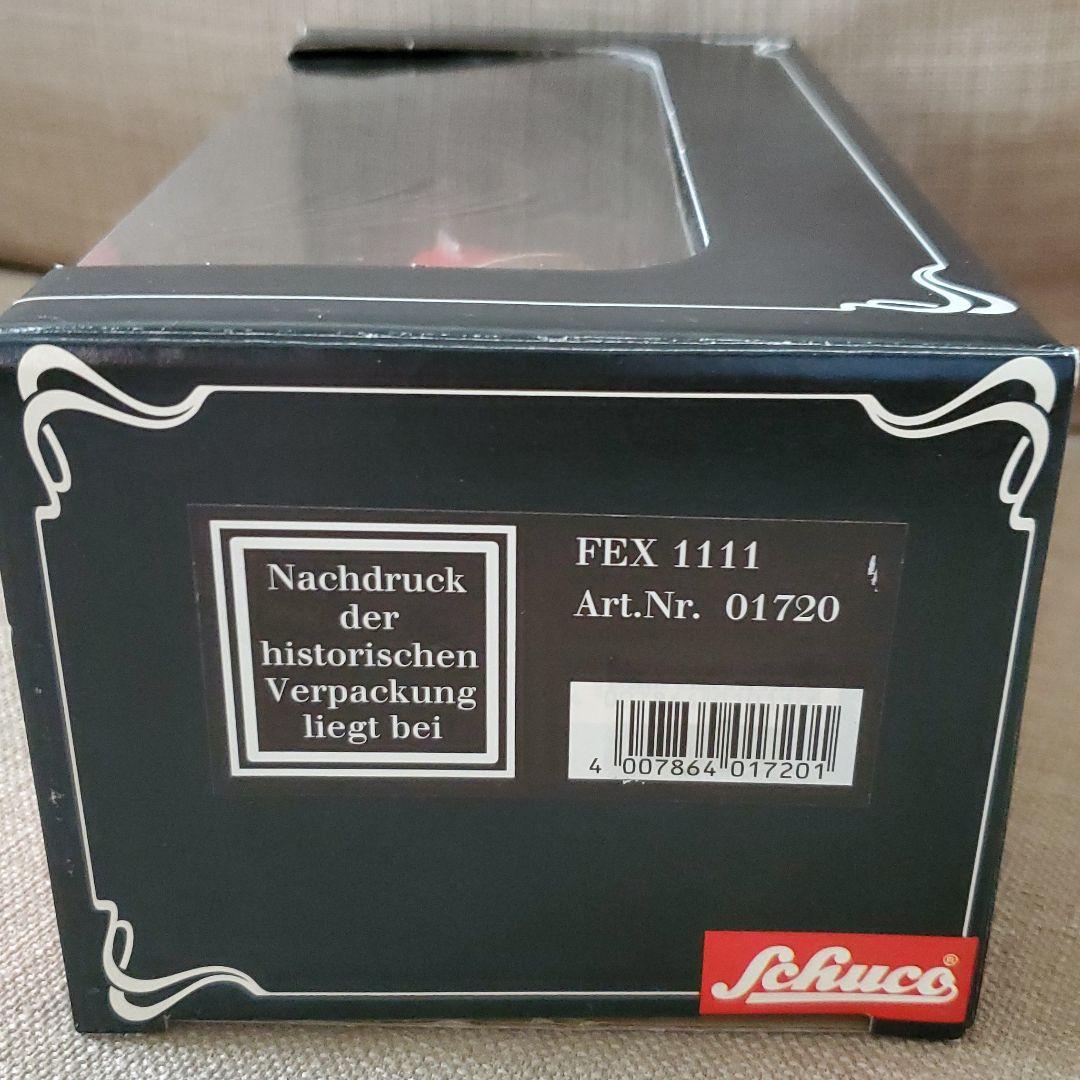 Nachdruck
der
historischen
Verpackung
liegt bei
FEX 1111
Art.Nr. 01720
4 007864 017201
Schuco®